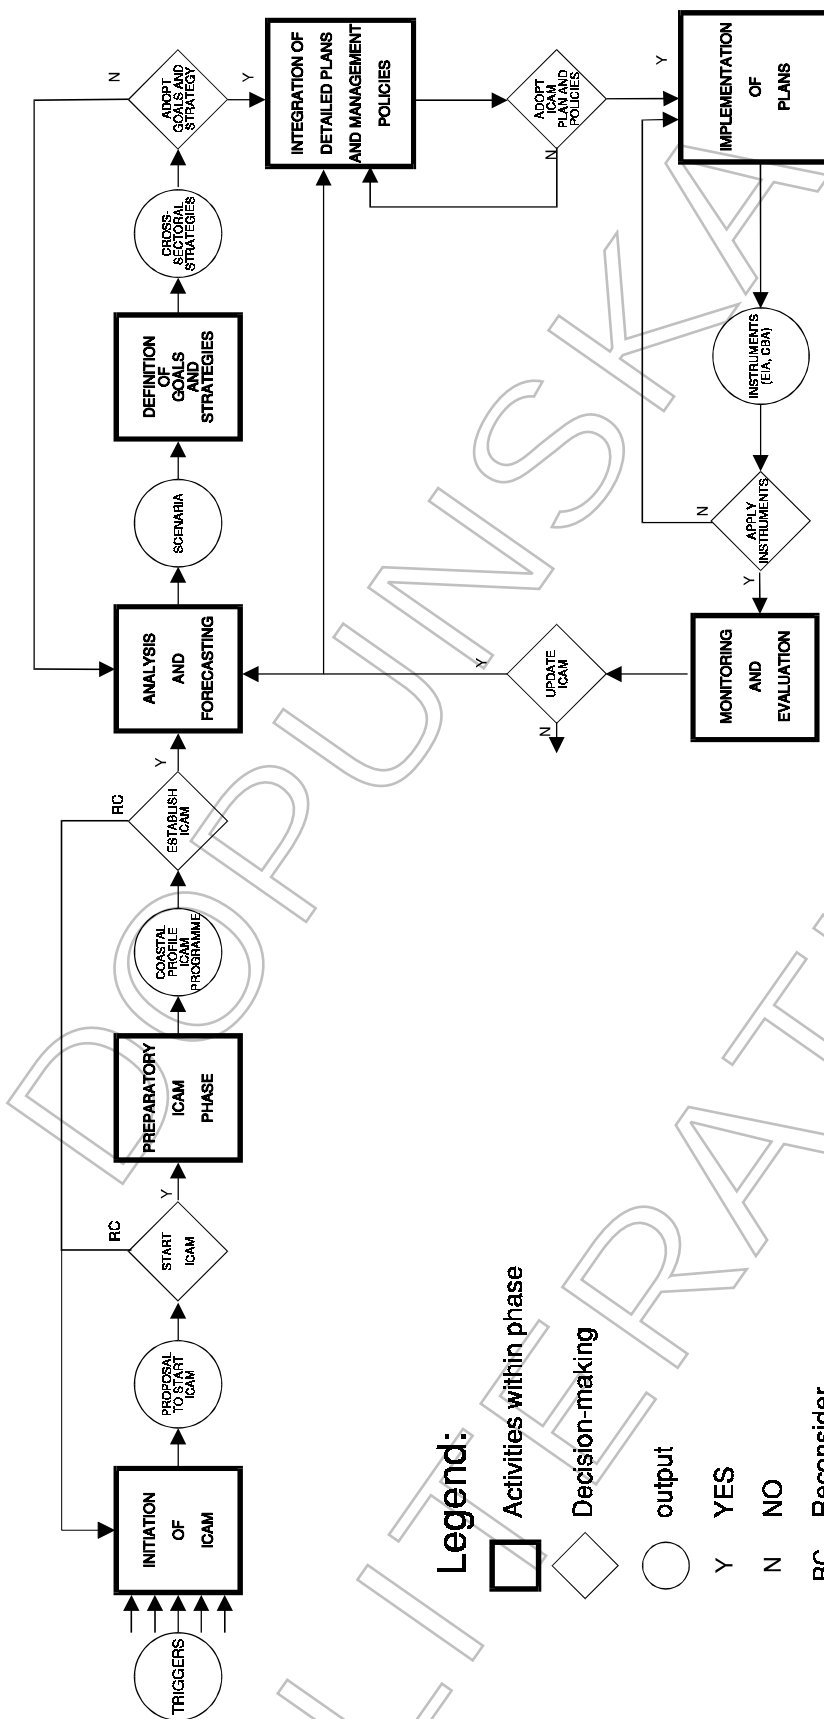 TRIGGERS
INITIATION
OF
ICAM
PROPOSAL
TO START
ICAM
RC
START
ICAM
Y
PREPARATORY
ICAM
PHASE
COASTAL
PROFILE
ICAM
PROGRAMME
RC
ESTABLISH
ICAM
Y
ANALYSIS
AND
FORECASTING
SCENARIA
DEFINITION
OF
GOALS
AND
STRATEGIES
CROSS-
SECTORAL
STRATEGIES
N
ADOPT
GOALS AND
STRATEGY
Y
INTEGRATION OF
DETAILED PLANS
AND MANAGEMENT
POLICIES
ADOPT
ICAM
PLAN AND
POLICIES
N
Y
IMPLEMENTATION
OF
PLANS
INSTRUMENTS
(EIA, CBA)
N
APPLY
INSTRUMENTS
Y
MONITORING
AND
EVALUATION
UPDATE
ICAM
Y
N
Legend:
Activities within phase
Decision-making
output
Y YES
N NO
RC Reconsider
DOPUNSKA